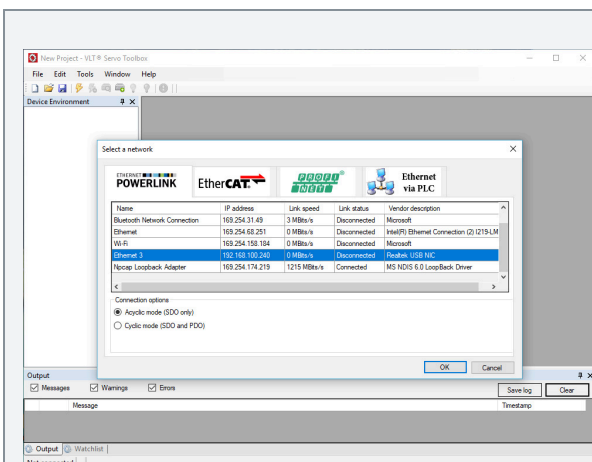 New Project - VLT® Servo Toolbox
File Edit Tools Window Help
Device Environment
Select a network
ETHERNET
POWERLINK
EtherCAT
PROFI
NET
Ethernet
via PLC
Name IP address Link speed Link status Vendor description
Bluetooth Network Connection 169.254.31.49 3 MBits/s Disconnected Microsoft
Ethernet 169.254.68.251 0 MBits/s Disconnected Intel(R) Ethernet Connection (2) I219-LM
Wi-Fi 169.254.158.184 0 MBits/s Disconnected Microsoft
Ethernet 3 192.168.100.240 0 MBits/s Disconnected Realtek USB NIC
Npcap Loopback Adapter 169.254.174.219 1215 MBits/s Connected MS NDIS 6.0 LoopBack Driver
Connection options
Acyclic mode (SDO only)
Cyclic mode (SDO and PDO)
OK Cancel
Output
Messages Warnings Errors Save log Clear
Message Timestamp
Output Watchlist
Not connected